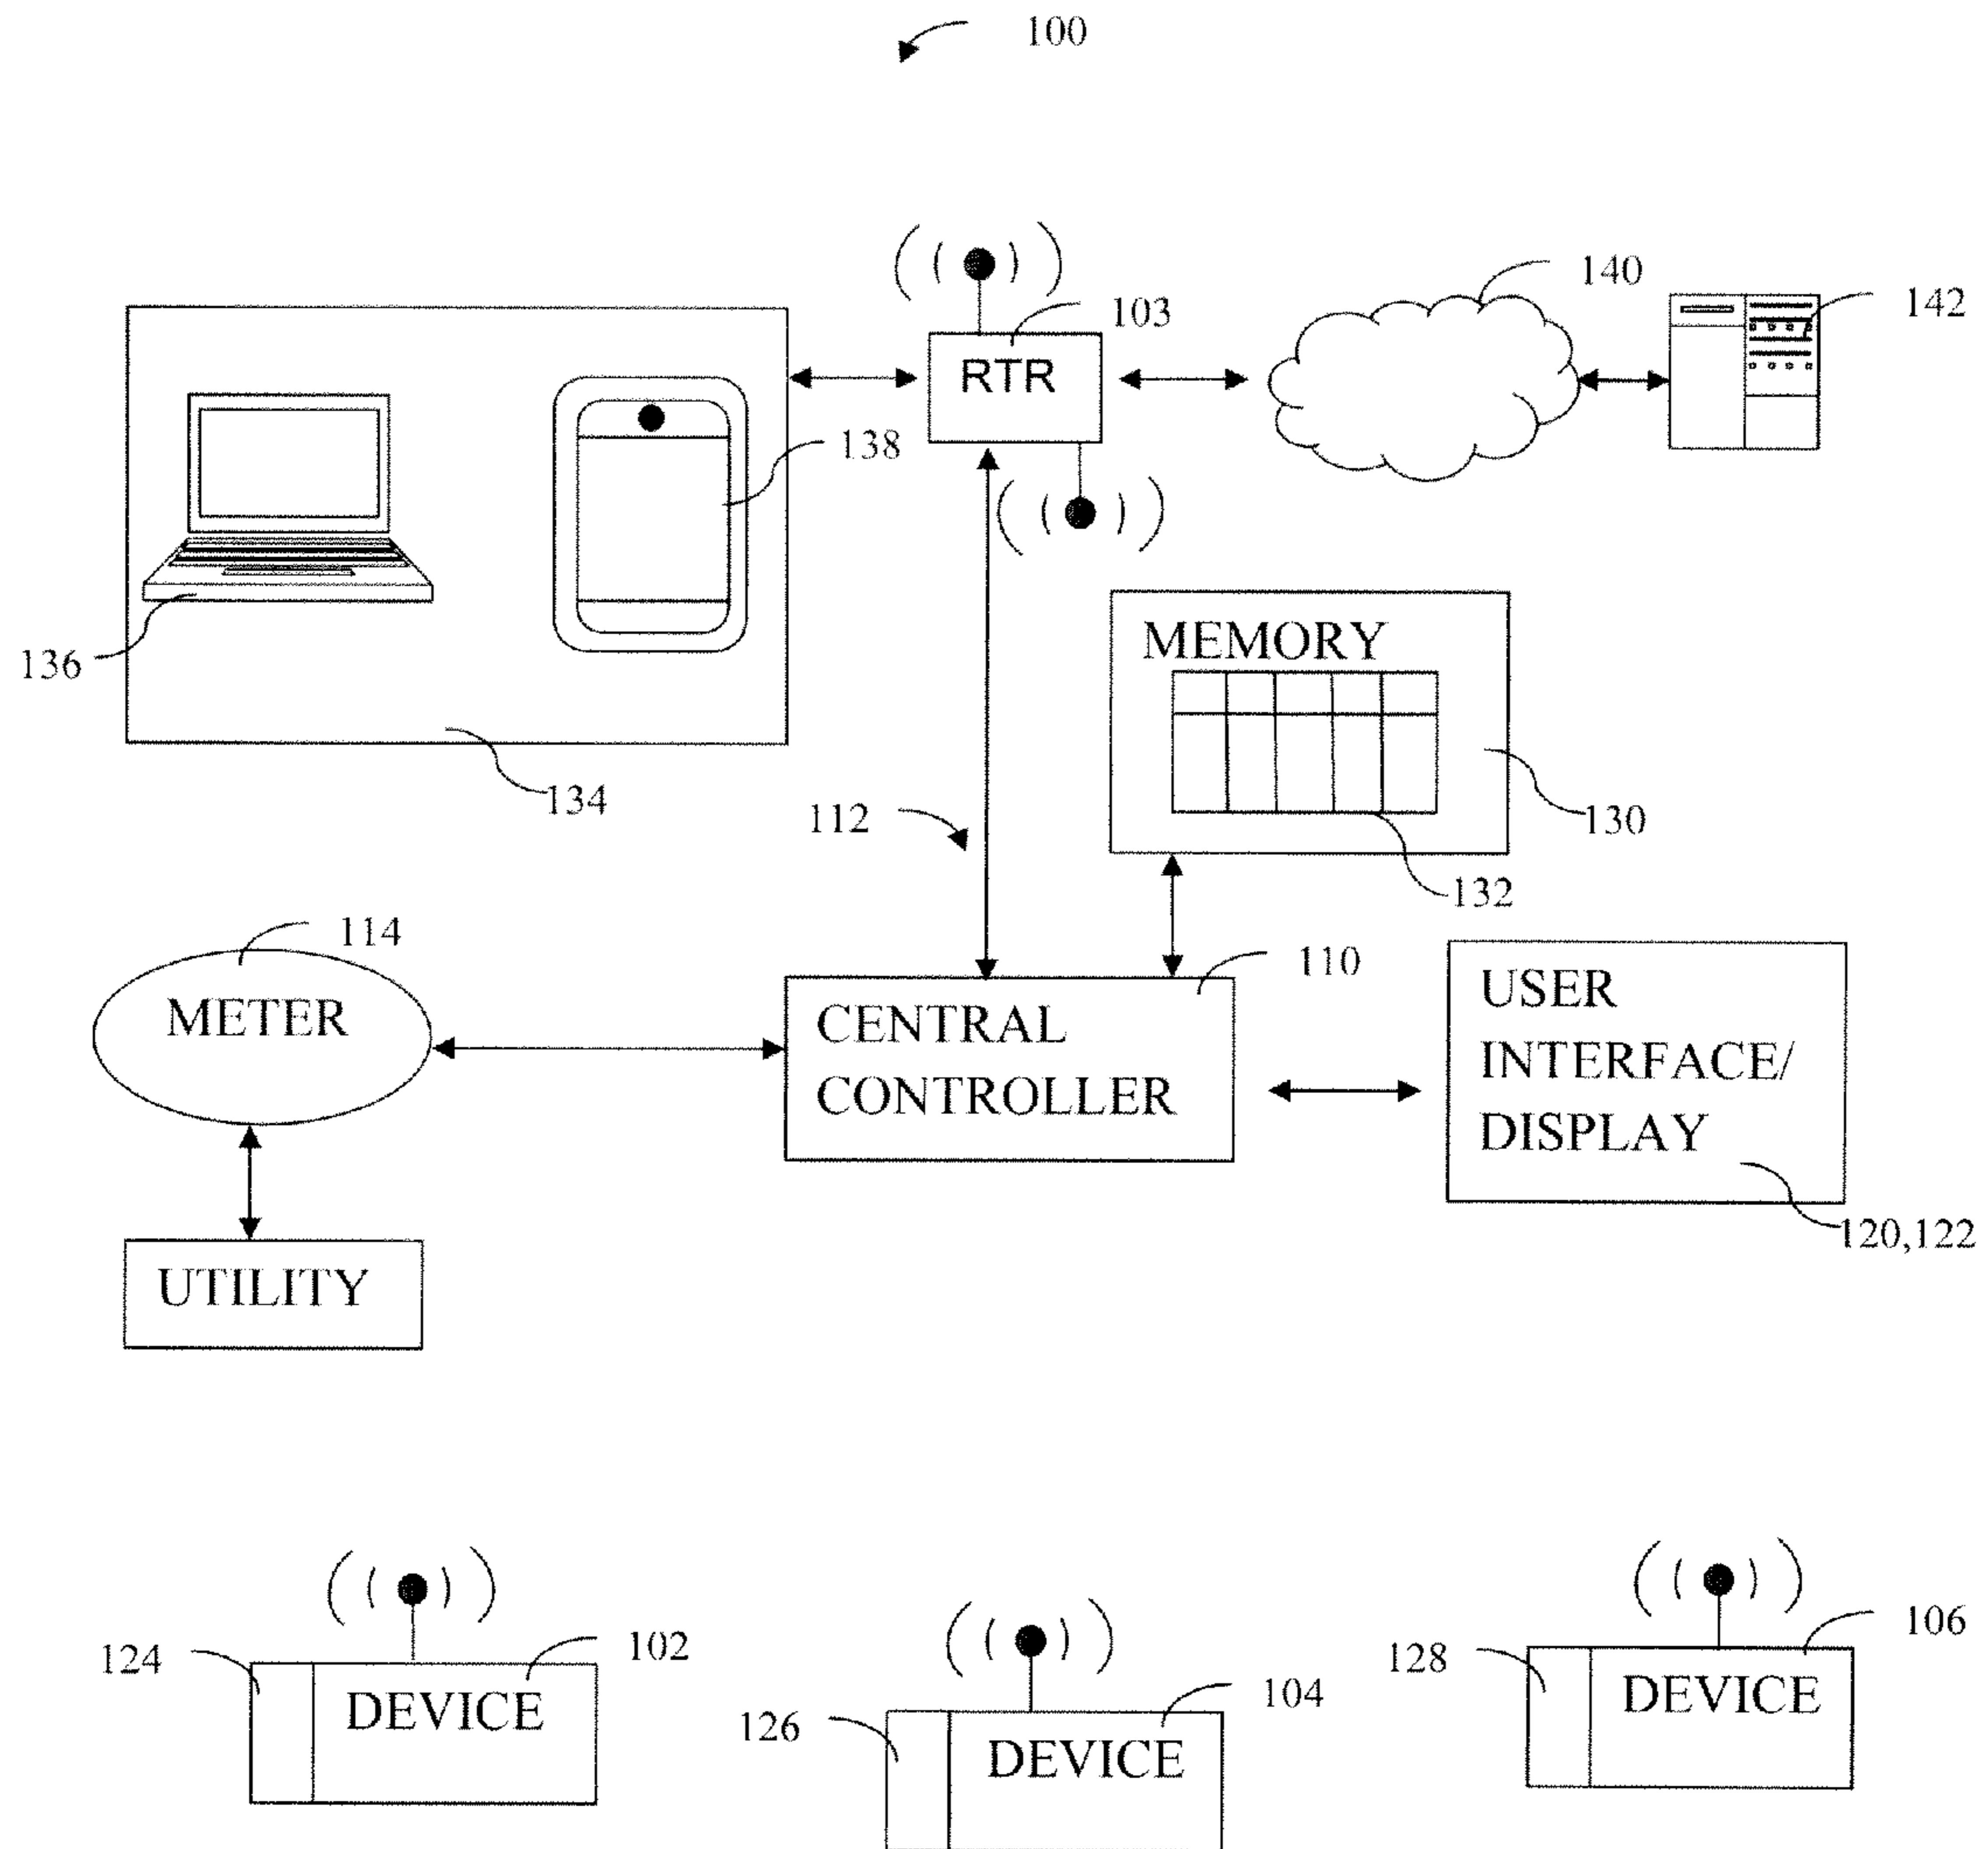 100
140
142
103
RTR
138
136
MEMORY
134
112
130
132
114
METER
110
CENTRAL
CONTROLLER
USER
INTERFACE/
DISPLAY
120,122
UTILITY
124
102
DEVICE
126
104
DEVICE
128
106
DEVICE